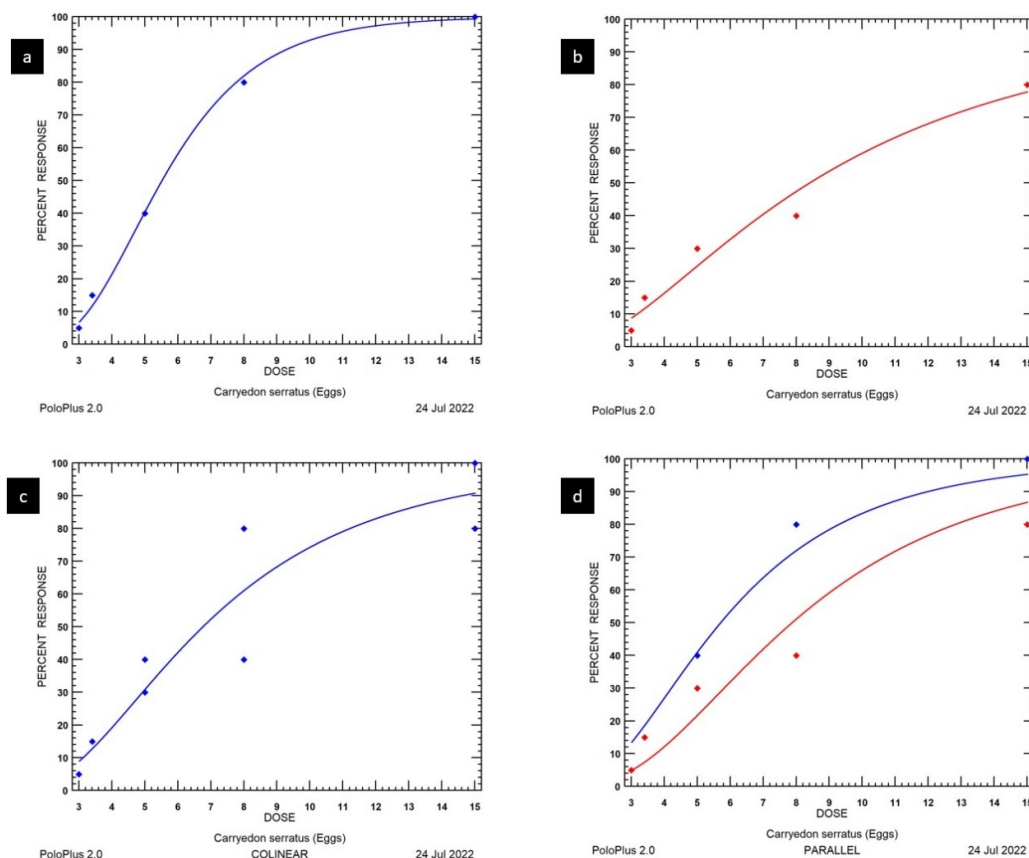 a
PERCENT RESPONSE
100
90
80
70
60
50
40
30
20
10
0
3 4 5 6 7 8 9 10 11 12 13 14 15
DOSE
Carryedon serratus (Eggs)
PoloPlus 2.0 24 Jul 2022
b
PERCENT RESPONSE
100
90
80
70
60
50
40
30
20
10
0
3 4 5 6 7 8 9 10 11 12 13 14 15
DOSE
Carryedon serratus (Eggs)
PoloPlus 2.0 24 Jul 2022
c
PERCENT RESPONSE
100
90
80
70
60
50
40
30
20
10
0
3 4 5 6 7 8 9 10 11 12 13 14 15
DOSE
Carryedon serratus (Eggs)
PoloPlus 2.0 COLINEAR 24 Jul 2022
d
PERCENT RESPONSE
100
90
80
70
60
50
40
30
20
10
0
3 4 5 6 7 8 9 10 11 12 13 14 15
DOSE
Carryedon serratus (Eggs)
PoloPlus 2.0 PARALLEL 24 Jul 2022